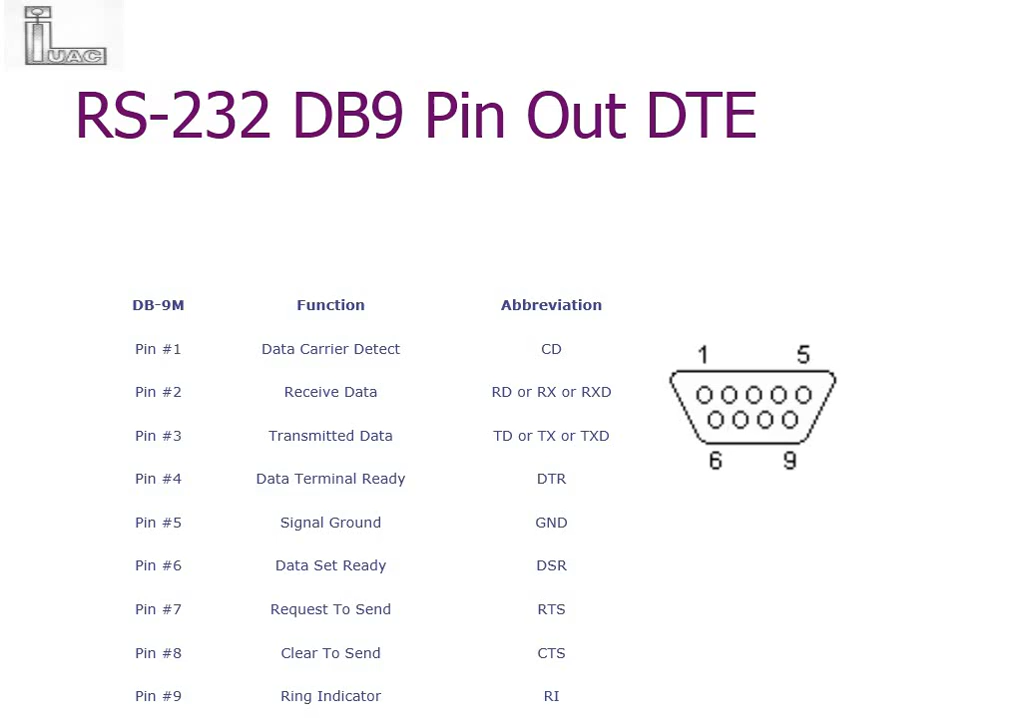 iUAC
RS-232 DB9 Pin Out DTE
DB-9M Function Abbreviation
Pin #1 Data Carrier Detect CD
Pin #2 Receive Data RD or RX or RXD
Pin #3 Transmitted Data TD or TX or TXD
Pin #4 Data Terminal Ready DTR
Pin #5 Signal Ground GND
Pin #6 Data Set Ready DSR
Pin #7 Request To Send RTS
Pin #8 Clear To Send CTS
Pin #9 Ring Indicator RI
1 5
6 9